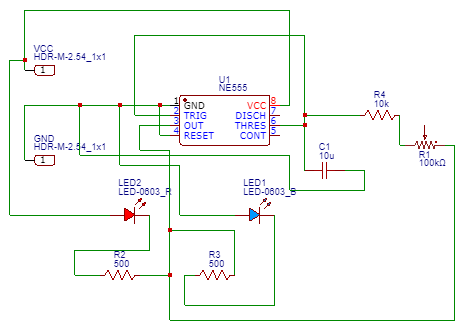 VCC
HDR-M-2.54_1x1
1
GND
HDR-M-2.54_1x1
1
U1
NE555
1 GND VCC 8
2 TRIG DISCH 7
3 OUT THRES 6
4 RESET CONT 5
R4
10k
R1
100kΩ
C1
10u
LED2
LED-0603_R
LED1
LED-0603_B
R2
500
R3
500